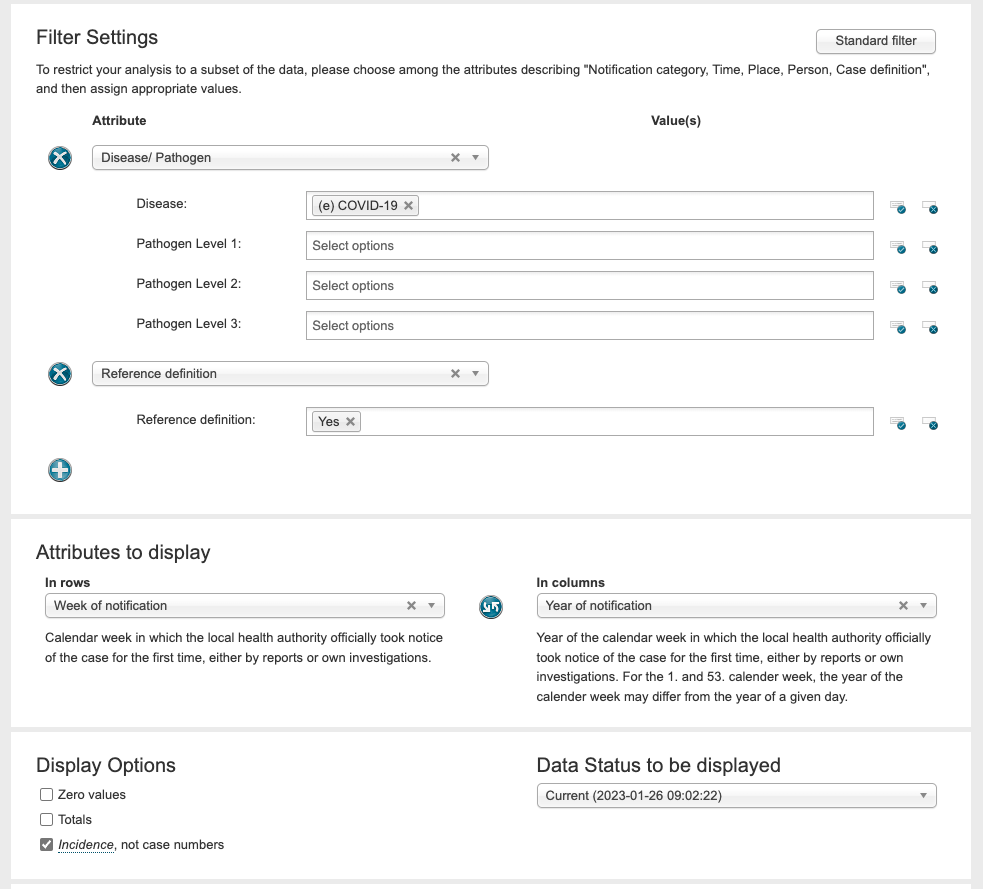 Filter Settings
Standard filter
To restrict your analysis to a subset of the data, please choose among the attributes describing "Notification category, Time, Place, Person, Case definition",
and then assign appropriate values.
Attribute
Value(s)
Disease/ Pathogen
Disease:
(e) COVID-19
Pathogen Level 1:
Select options
Pathogen Level 2:
Select options
Pathogen Level 3:
Select options
Reference definition
Reference definition:
Yes
Attributes to display
In rows
Week of notification
Calendar week in which the local health authority officially took notice
of the case for the first time, either by reports or own investigations.
In columns
Year of notification
Year of the calendar week in which the local health authority officially
took notice of the case for the first time, either by reports or own
investigations. For the 1. and 53. calender week, the year of the
calender week may differ from the year of a given day.
Display Options
Zero values
Totals
Incidence, not case numbers
Data Status to be displayed
Current (2023-01-26 09:02:22)